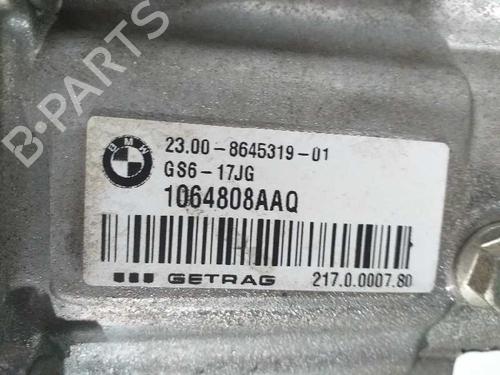 B-PARTS
BMW
23.00-8645319-01
GS6-17JG
1064808AAQ
GETRAG 217.0.0007.80